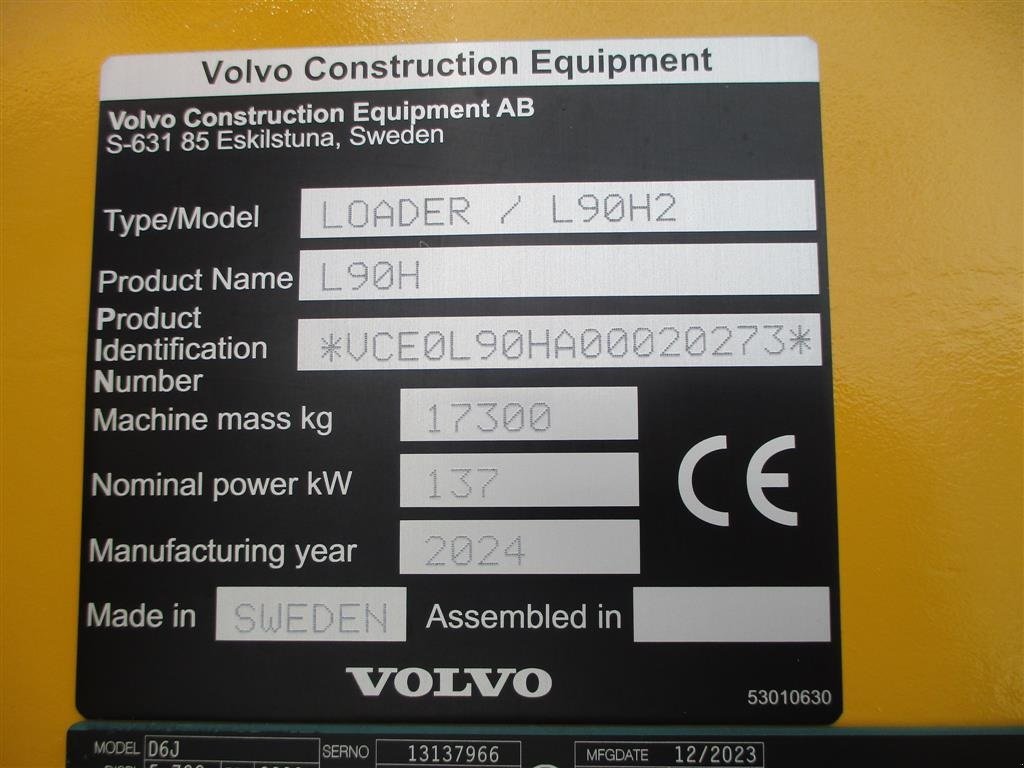 Volvo Construction Equipment
Volvo Construction Equipment AB
S-631 85 Eskilstuna, Sweden
Type/Model LOADER / L90H2
Product Name L90H
Product
Identification
Number *VCE0L90HA00020273*
Machine mass kg 17300
Nominal power kW 137
CE
Manufacturing year 2024
Made in SWEDEN Assembled in
VOLVO
53010630
MODEL D6J SERNO 13137966 MFGDATE 12/2023